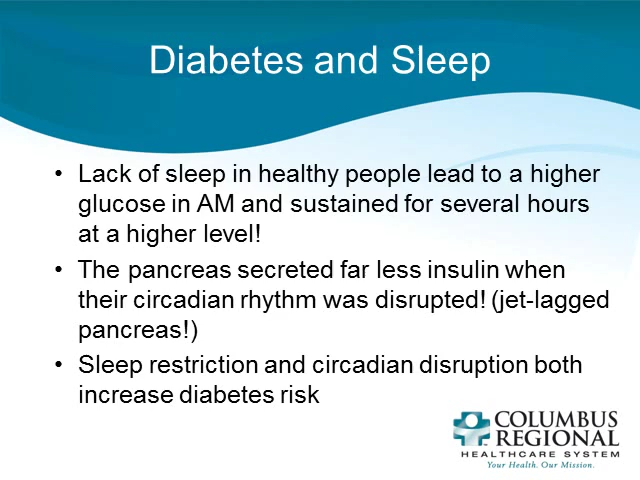 Diabetes and Sleep
• Lack of sleep in healthy people lead to a higher
glucose in AM and sustained for several hours
at a higher level!
• The pancreas secreted far less insulin when
their circadian rhythm was disrupted! (jet-lagged
pancreas!)
• Sleep restriction and circadian disruption both
increase diabetes risk
COLUMBUS
REGIONAL
HEALTHCARE SYSTEM
Your Health. Our Mission.